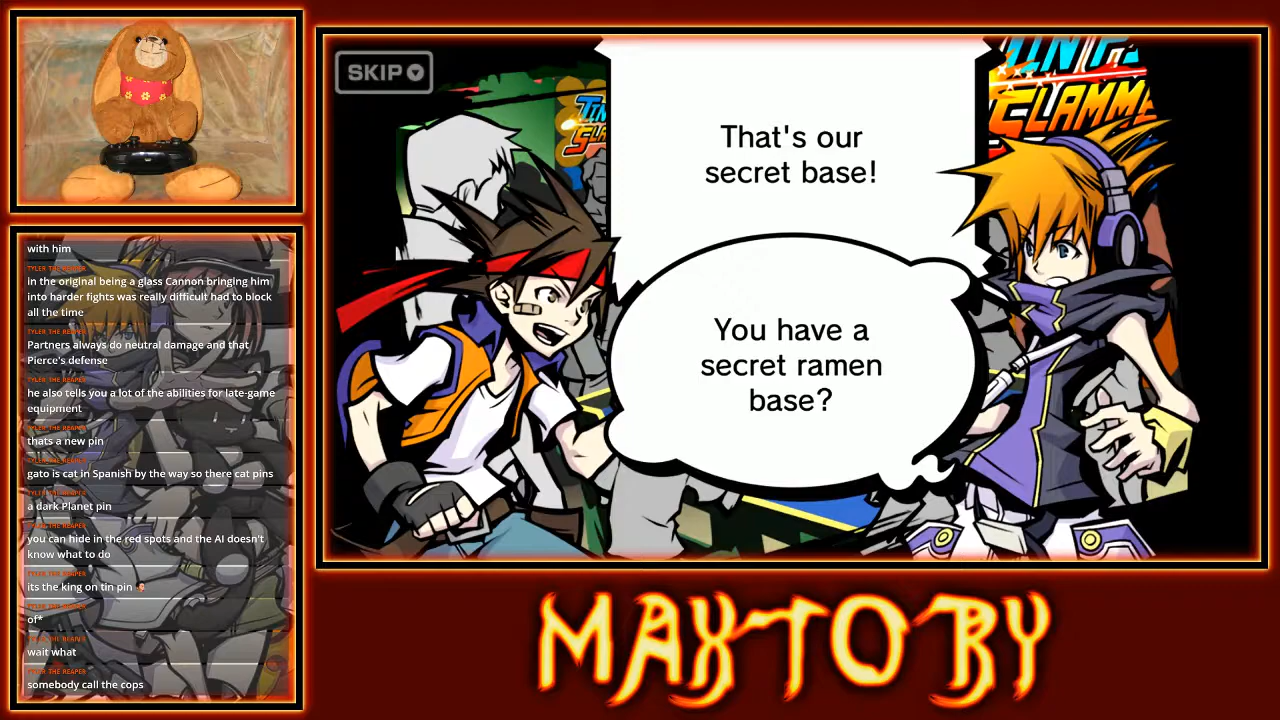 with him
TYLER THE REAPER
in the original being a glass Cannon bringing him
into harder fights was really difficult had to block
all the time
TYLER THE REAPER
Partners always do neutral damage and that
Pierce's defense
TYLER THE REAPER
he also tells you a lot of the abilities for late-game
equipment
TYLER THE REAPER
thats a new pin
TYLER THE REAPER
gato is cat in Spanish by the way so there cat pins
TYLER THE REAPER
a dark Planet pin
TYLER THE REAPER
you can hide in the red spots and the AI doesn't
know what to do
TYLER THE REAPER
its the king on tin pin
TYLER THE REAPER
of*
TYLER THE REAPER
wait what
TYLER THE REAPER
somebody call the cops
SKIP
That's our
secret base!
You have a
secret ramen
base?
TIN PI
SLAMME
MAXTOBY